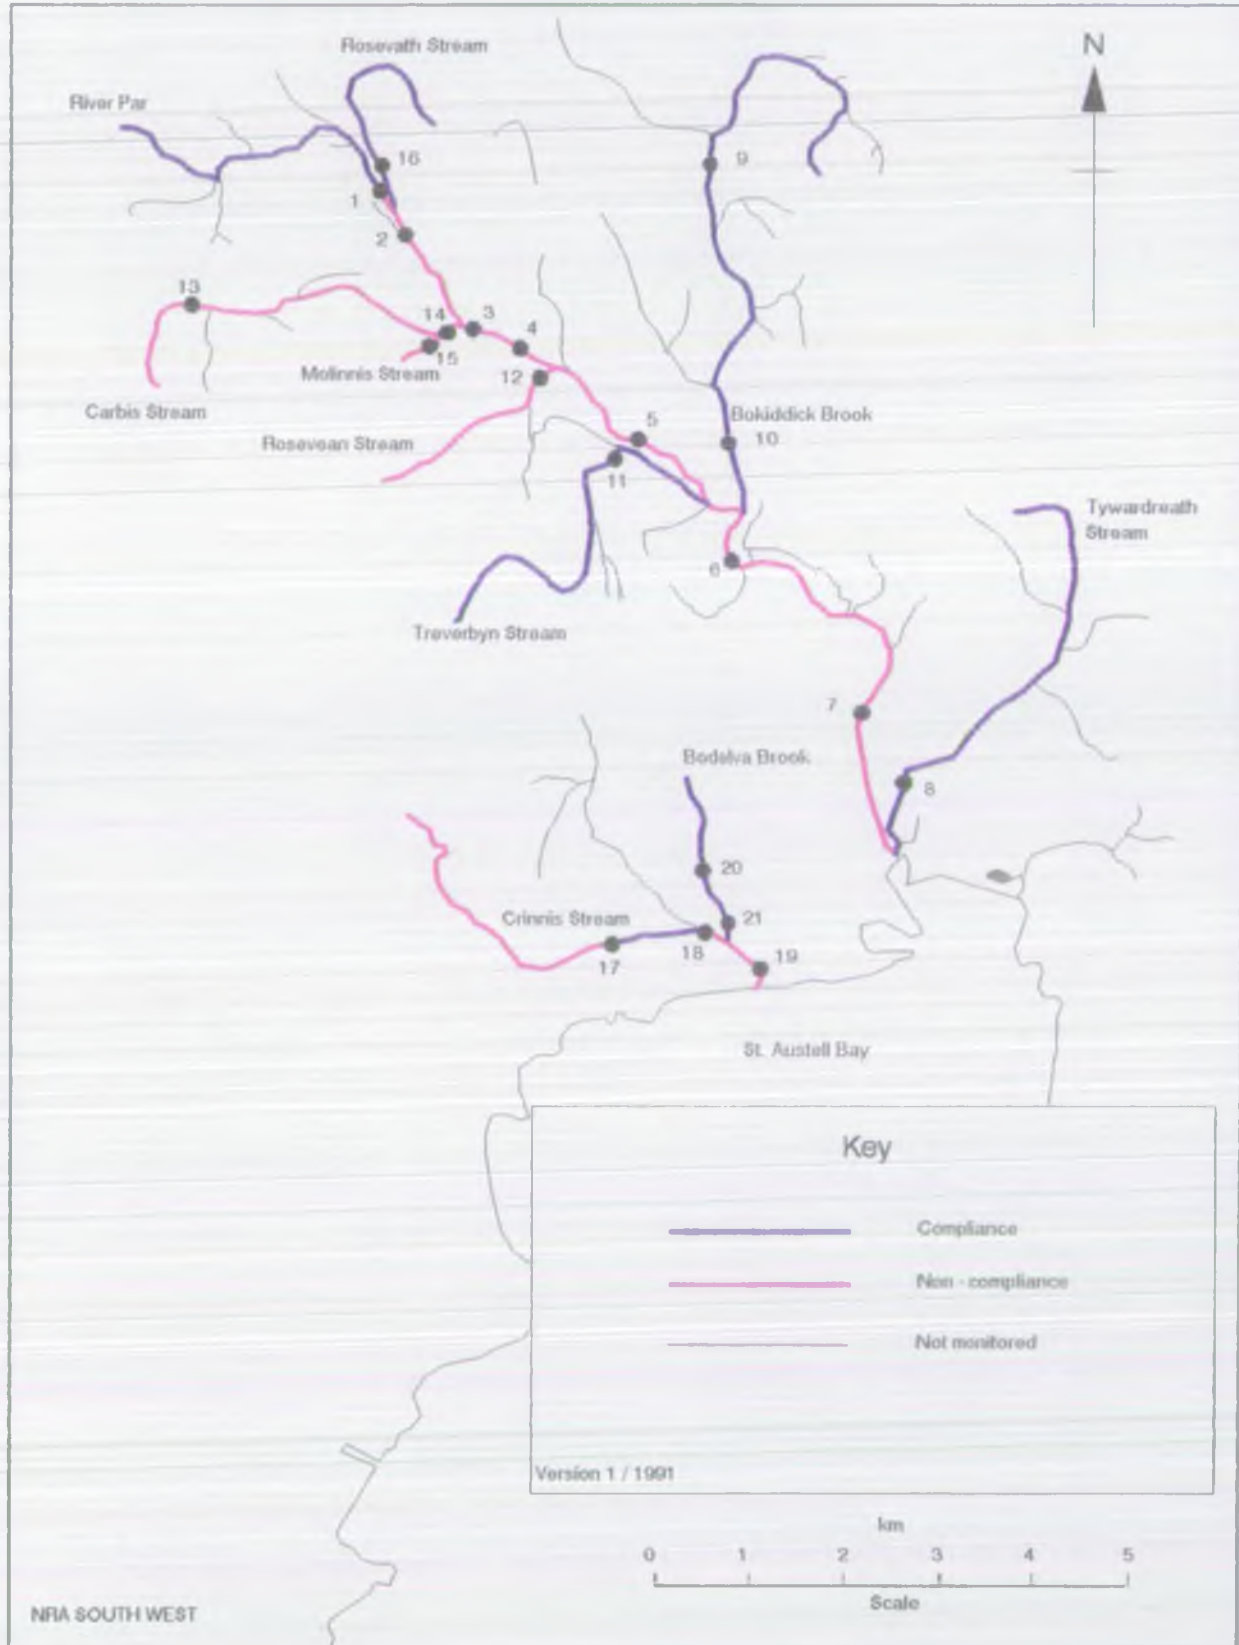 Rosevath Stream
N
River Par
16
9
1
2
13
14
3
4
15
Molinnis Stream
12
Carbis Stream
5
Bokiddick Brook
Rosevean Stream
10
11
Tywardreath
Stream
6
Treverbyn Stream
7
Bodelva Brook
8
20
Crinnis Stream
21
18
19
17
St. Austell Bay
Key
Compliance
Non - compliance
Not monitored
Version 1 / 1991
km
0 1 2 3 4 5
Scale
NRA SOUTH WEST